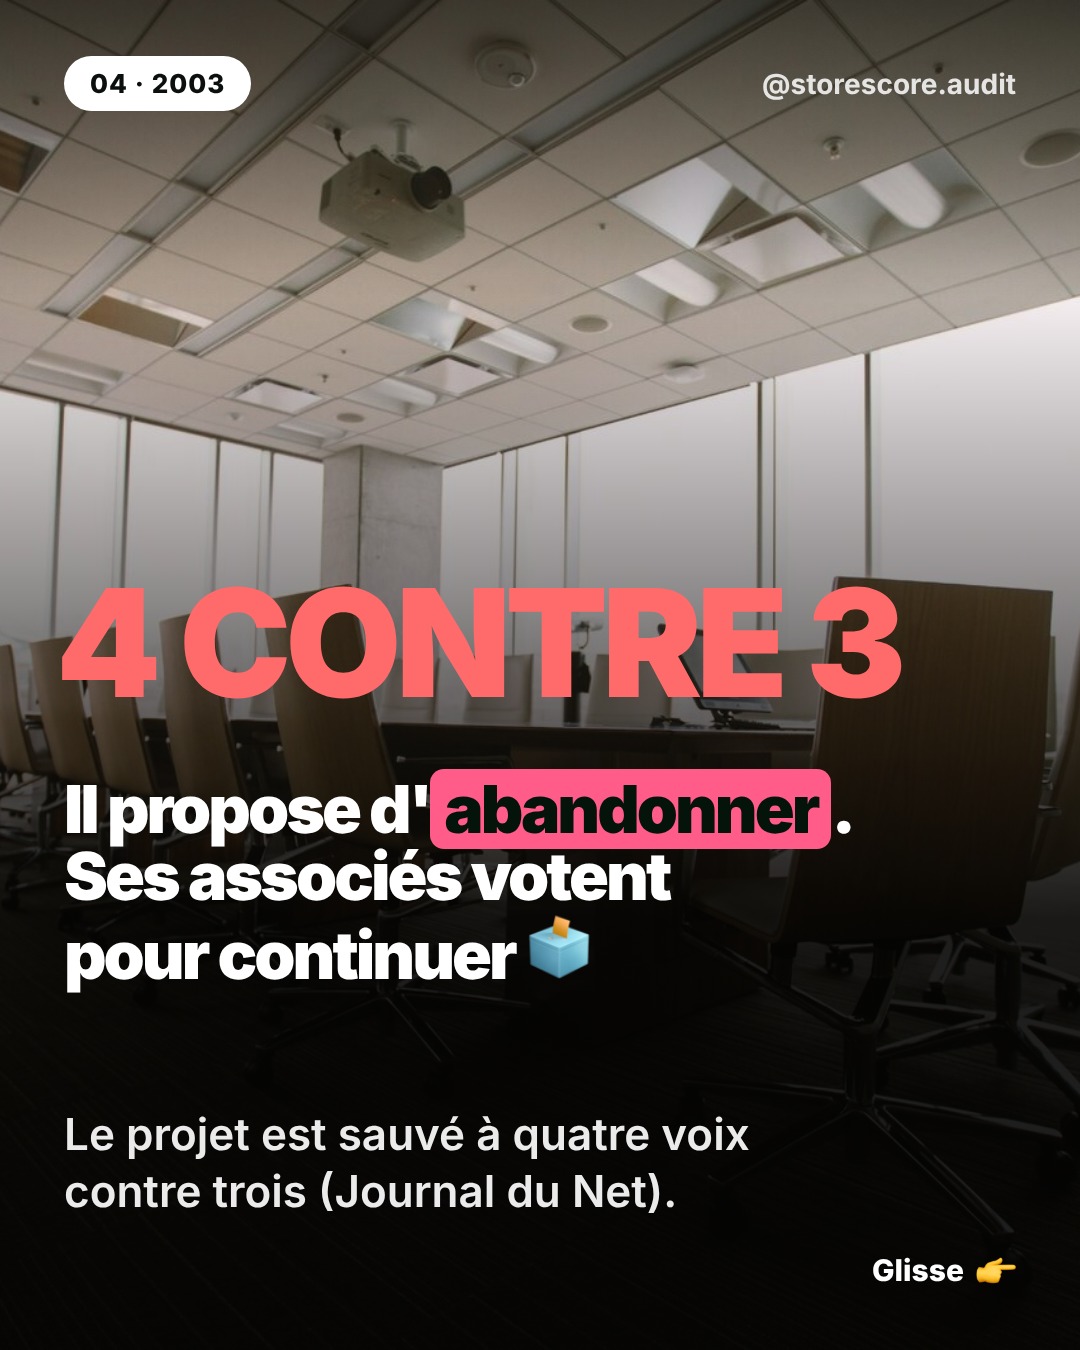 04 · 2003
@storescore.audit
4 CONTRE 3
Il propose d'abandonner.
Ses associés votent
pour continuer 🗳️
Le projet est sauvé à quatre voix
contre trois (Journal du Net).
Glisse 👉